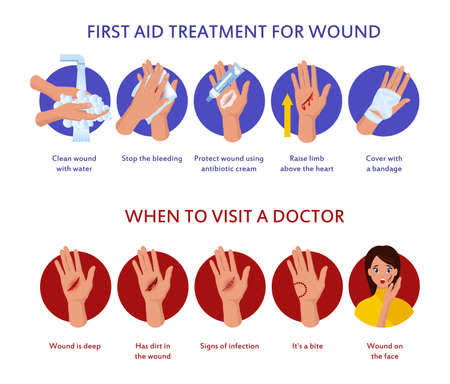 FIRST AID TREATMENT FOR WOUND
Clean wound
with water
Stop the bleeding
Protect wound using
antibiotic cream
Raise limb
above the heart
Cover with
a bandage
WHEN TO VISIT A DOCTOR
Wound is deep
Has dirt in
the wound
Signs of infection
It's a bite
Wound on
the face